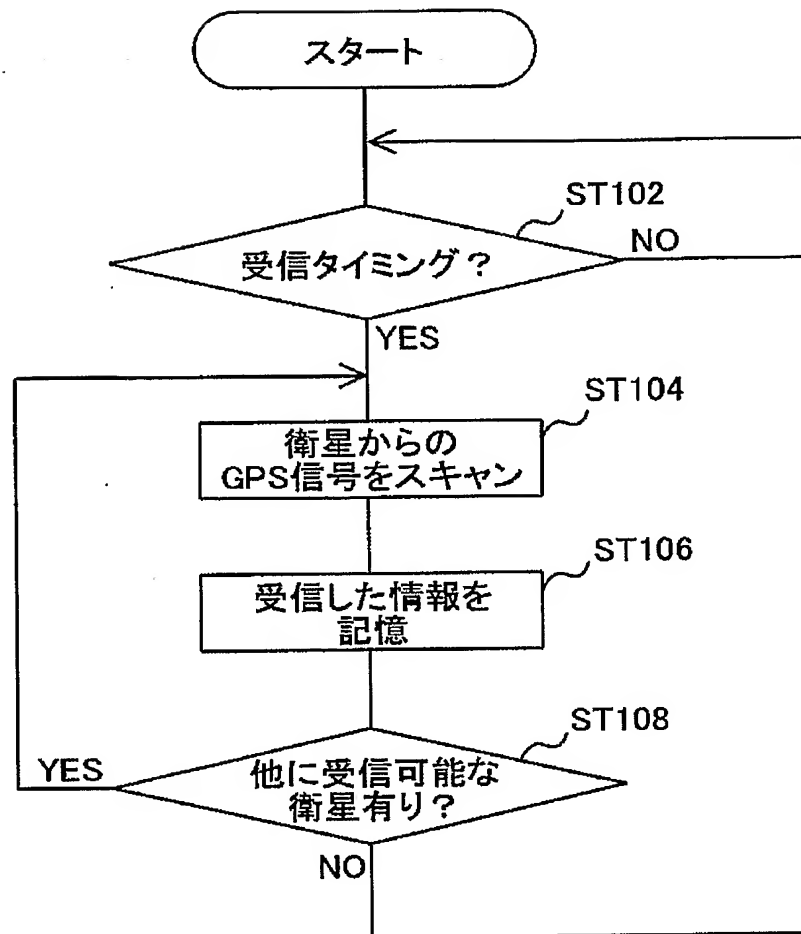 スタート
ST102
受信タイミング?
NO
YES
ST104
衛星からの
GPS信号をスキャン
ST106
受信した情報を
記憶
ST108
YES
他に受信可能な
衛星有り?
NO